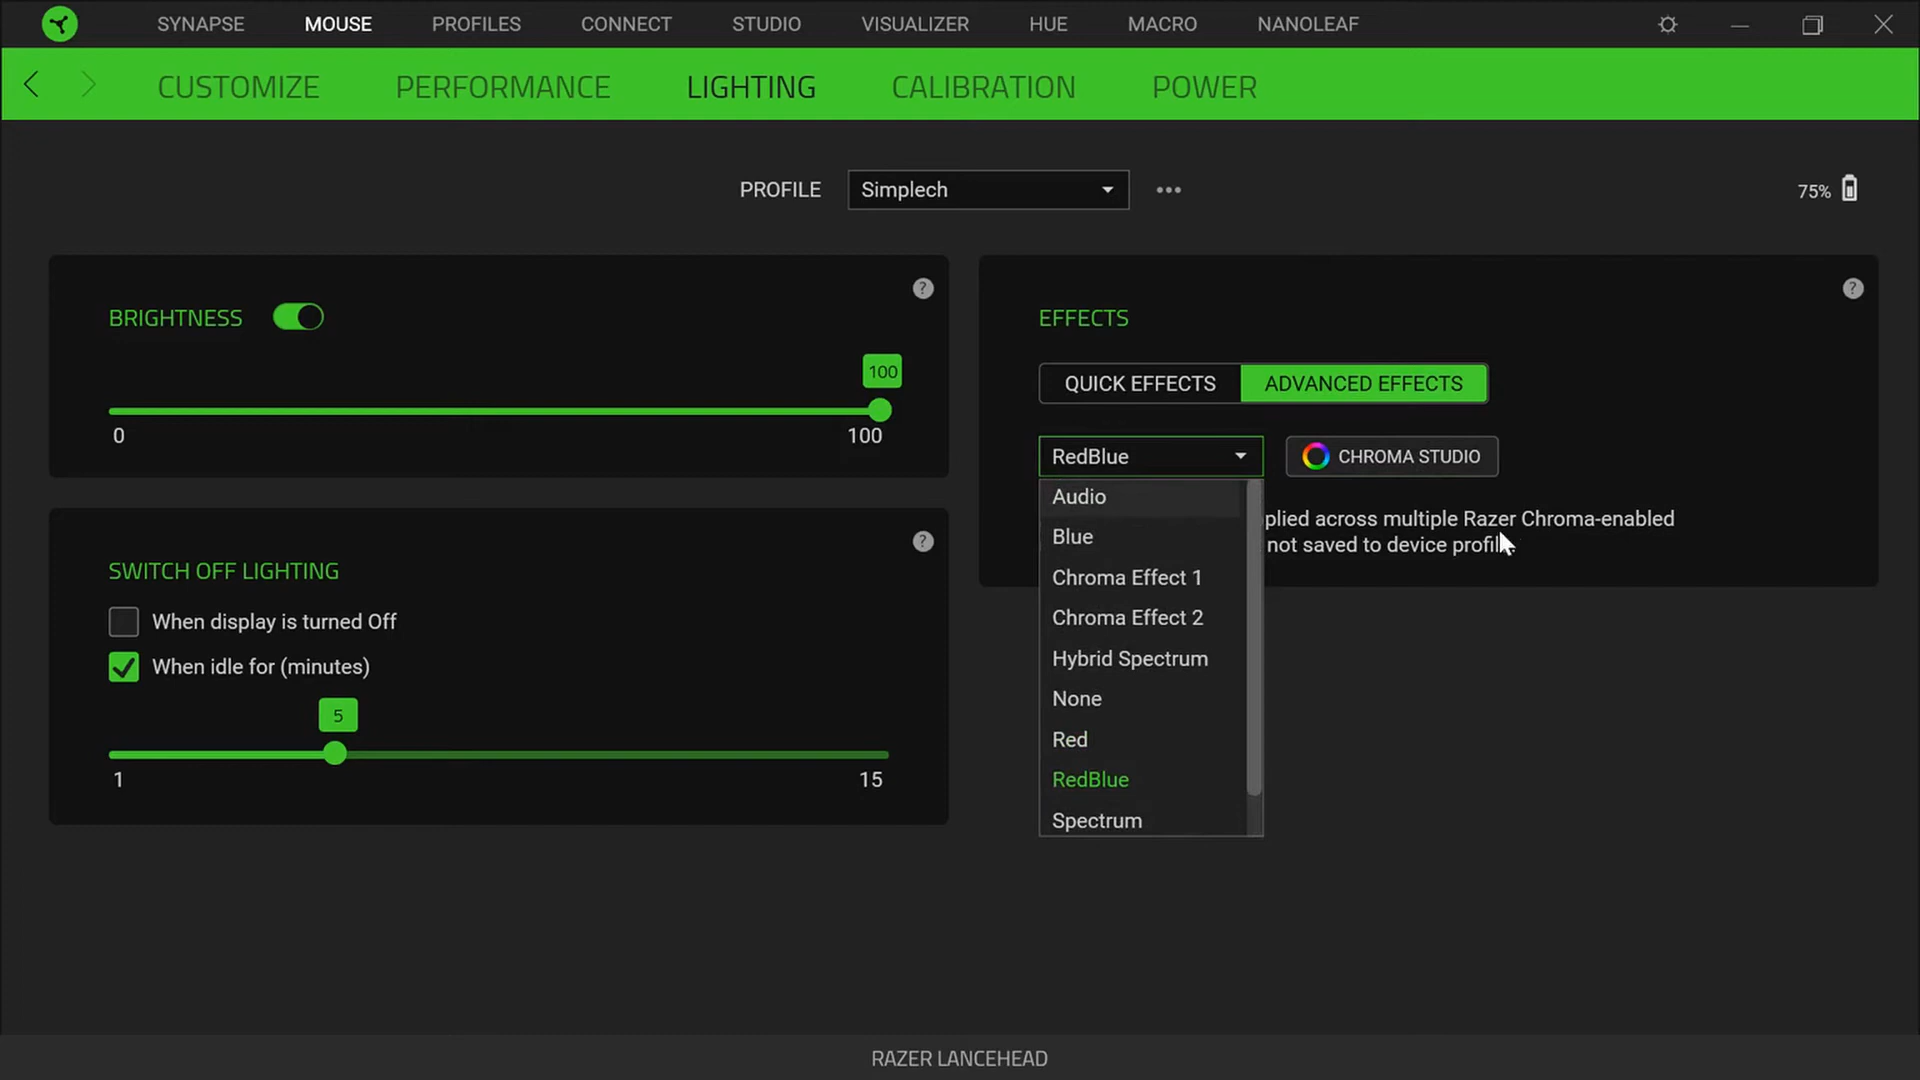 SYNAPSE MOUSE PROFILES CONNECT STUDIO VISUALIZER HUE MACRO NANOLEAF
CUSTOMIZE PERFORMANCE LIGHTING CALIBRATION POWER
PROFILE Simplech 75%
BRIGHTNESS
?
100
0 100
SWITCH OFF LIGHTING
?
When display is turned Off
When idle for (minutes)
5
1 15
EFFECTS
?
QUICK EFFECTS ADVANCED EFFECTS
RedBlue CHROMA STUDIO
Audio
Blue
Chroma Effect 1
Chroma Effect 2
Hybrid Spectrum
None
Red
RedBlue
Spectrum
across multiple Razer Chroma-enabled
not saved to device
RAZER LANCEHEAD